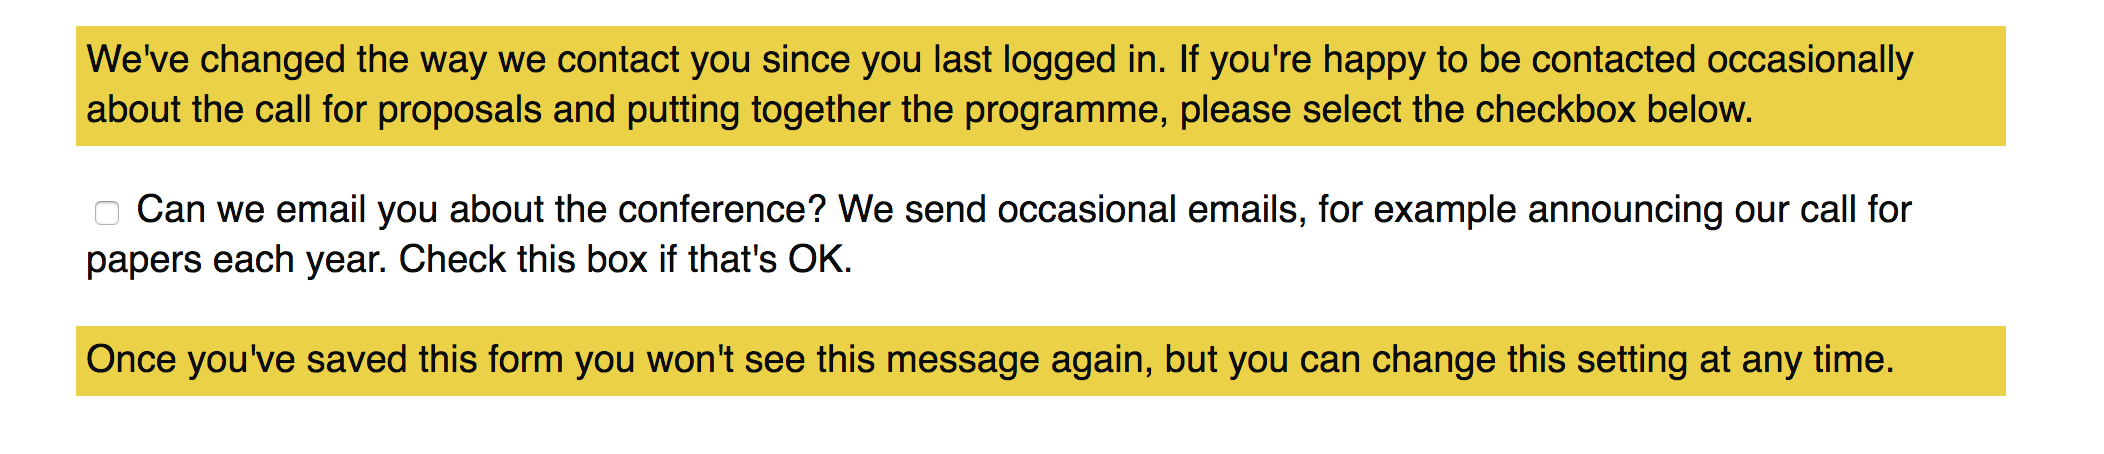 We've changed the way we contact you since you last logged in. If you're happy to be contacted occasionally
about the call for proposals and putting together the programme, please select the checkbox below.
Can we email you about the conference? We send occasional emails, for example announcing our call for
papers each year. Check this box if that's OK.
Once you've saved this form you won't see this message again, but you can change this setting at any time.